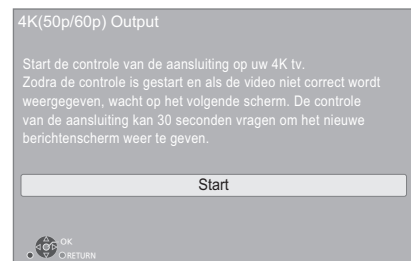 4K(50p/60p) Output
Start de controle van de aansluiting op uw 4K tv.
Zodra de controle is gestart en als de video niet correct wordt
weergegeven, wacht op het volgende scherm. De controle
van de aansluiting kan 30 seconden vragen om het nieuwe
berichtenscherm weer te geven.
Start
OK
RETURN